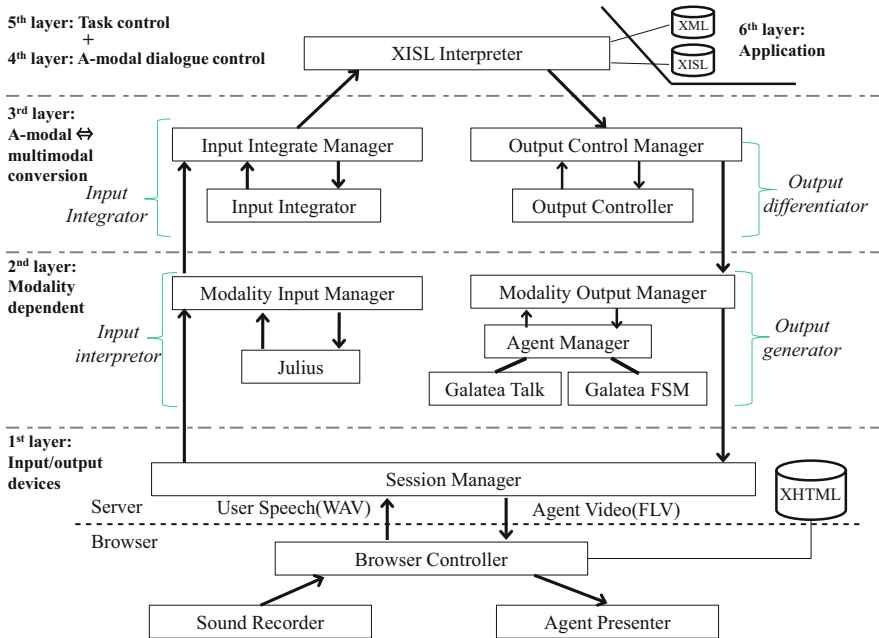 5th layer: Task control
+
4th layer: A-modal dialogue control
XISL Interpreter
XML
XISL
6th layer:
Application
3rd layer:
A-modal ⇔
multimodal
conversion
Input
Integrator
Input Integrate Manager
Input Integrator
Output Control Manager
Output Controller
Output
differentiator
2nd layer:
Modality
dependent
Input
interpretor
Modality Input Manager
Julius
Modality Output Manager
Agent Manager
Galatea Talk
Galatea FSM
Output
generator
1st layer:
Input/output
devices
Session Manager
XHTML
Server
User Speech(WAV)
Agent Video(FLV)
Browser
Browser Controller
Sound Recorder
Agent Presenter